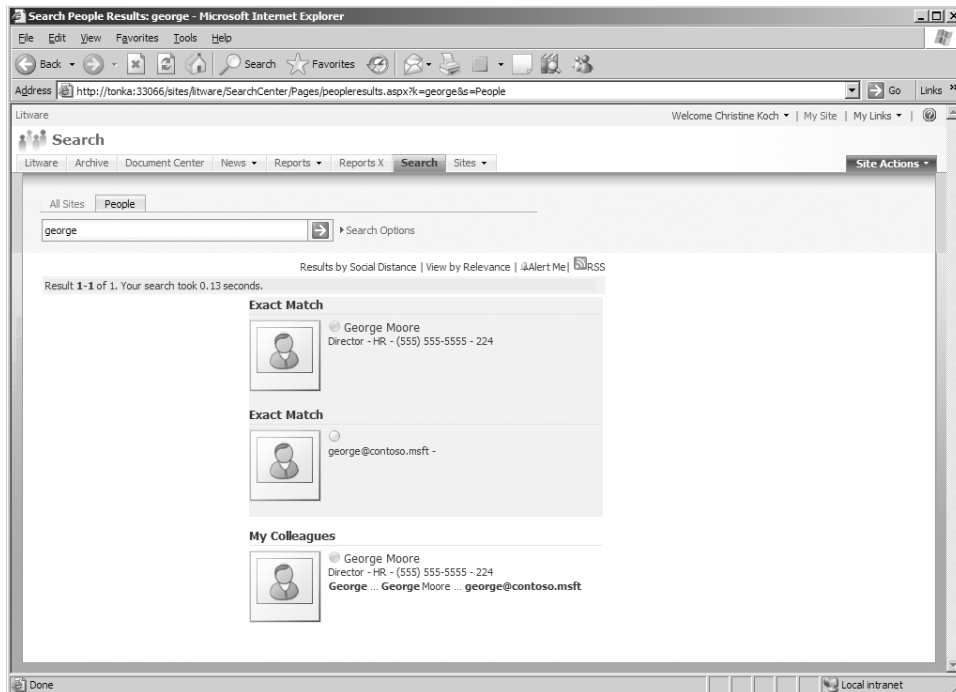 Search People Results: george - Microsoft Internet Explorer
File Edit View Favorites Tools Help
Back Search Favorites
Address http://tonka:33066/sites/litware/SearchCenter/Pages/peopleresults.aspx?k=george&s=People Go Links »
Litware Welcome Christine Koch | My Site | My Links |
Search
Litware Archive Document Center News Reports Reports X Search Sites Site Actions
All Sites People
george Search Options
Results by Social Distance | View by Relevance | Alert Me | RSS
Result 1-1 of 1. Your search took 0.13 seconds.
Exact Match
George Moore
Director - HR - (555) 555-5555 - 224
Exact Match
george@contoso.msft -
My Colleagues
George Moore
Director - HR - (555) 555-5555 - 224
George ... George Moore ... george@contoso.msft
Done Local intranet